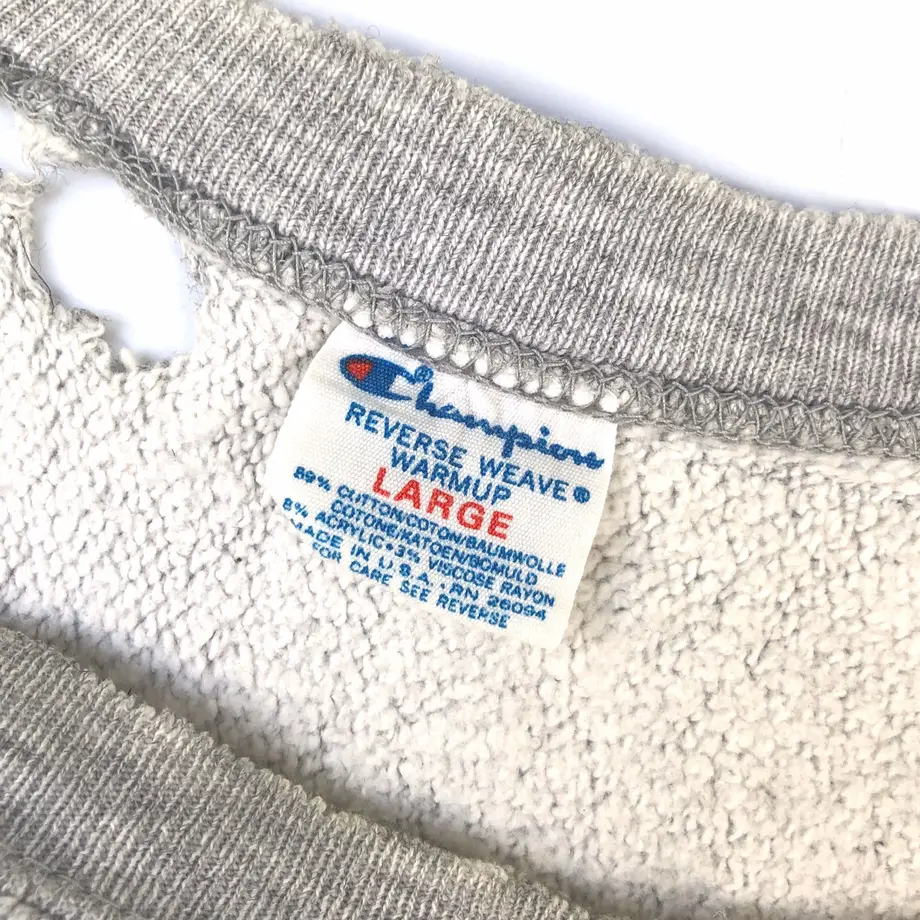 Champion®
REVERSE WEAVE®
WARMUP
LARGE
89% CUTTON/COTON/BAUMWOLLE
COTONE/KATOEN/BOMULD
8% ACRYLIC•3% VISCOSE RAYON
MADE IN U.S.A. • RN 26094
FOR CARE SEE REVERSE